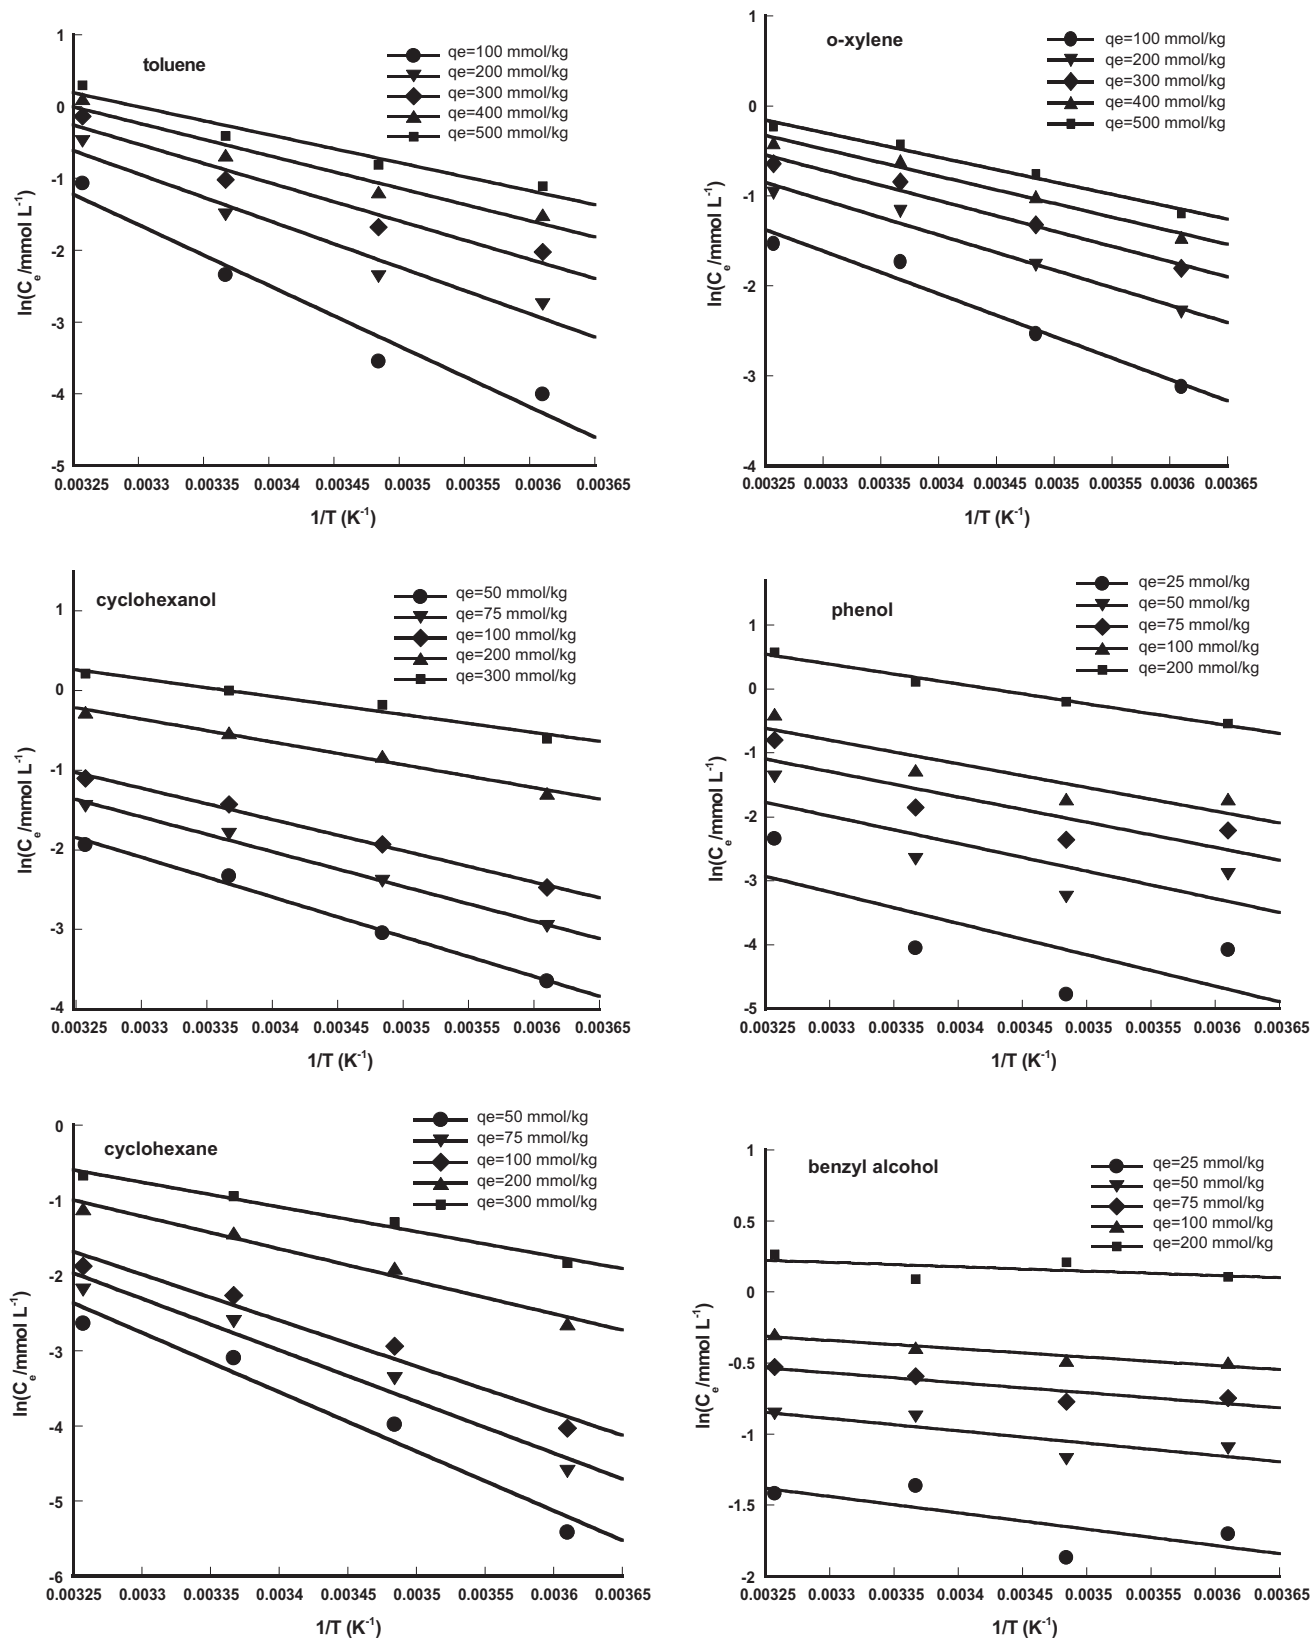 toluene
qe=100 mmol/kg
qe=200 mmol/kg
qe=300 mmol/kg
qe=400 mmol/kg
qe=500 mmol/kg
1
0
-1
-2
-3
-4
-5
ln(Ce/mmol L-1)
0.00325 0.0033 0.00335 0.0034 0.00345 0.0035 0.00355 0.0036 0.00365
1/T (K-1)
o-xylene
qe=100 mmol/kg
qe=200 mmol/kg
qe=300 mmol/kg
qe=400 mmol/kg
qe=500 mmol/kg
1
0
-1
-2
-3
-4
ln(Ce/mmol L-1)
0.00325 0.0033 0.00335 0.0034 0.00345 0.0035 0.00355 0.0036 0.00365
1/T (K-1)
cyclohexanol
qe=50 mmol/kg
qe=75 mmol/kg
qe=100 mmol/kg
qe=200 mmol/kg
qe=300 mmol/kg
1
0
-1
-2
-3
-4
ln(Ce/mmol L-1)
0.00325 0.0033 0.00335 0.0034 0.00345 0.0035 0.00355 0.0036 0.00365
1/T (K-1)
phenol
qe=25 mmol/kg
qe=50 mmol/kg
qe=75 mmol/kg
qe=100 mmol/kg
qe=200 mmol/kg
1
0
-1
-2
-3
-4
-5
ln(Ce/mmol L-1)
0.00325 0.0033 0.00335 0.0034 0.00345 0.0035 0.00355 0.0036 0.00365
1/T (K-1)
cyclohexane
qe=50 mmol/kg
qe=75 mmol/kg
qe=100 mmol/kg
qe=200 mmol/kg
qe=300 mmol/kg
0
-1
-2
-3
-4
-5
-6
ln(Ce/mmol L-1)
0.00325 0.0033 0.00335 0.0034 0.00345 0.0035 0.00355 0.0036 0.00365
1/T (K-1)
benzyl alcohol
qe=25 mmol/kg
qe=50 mmol/kg
qe=75 mmol/kg
qe=100 mmol/kg
qe=200 mmol/kg
1
0.5
0
-0.5
-1
-1.5
-2
ln(Ce/mmol L-1)
0.00325 0.0033 0.00335 0.0034 0.00345 0.0035 0.00355 0.0036 0.00365
1/T (K-1)